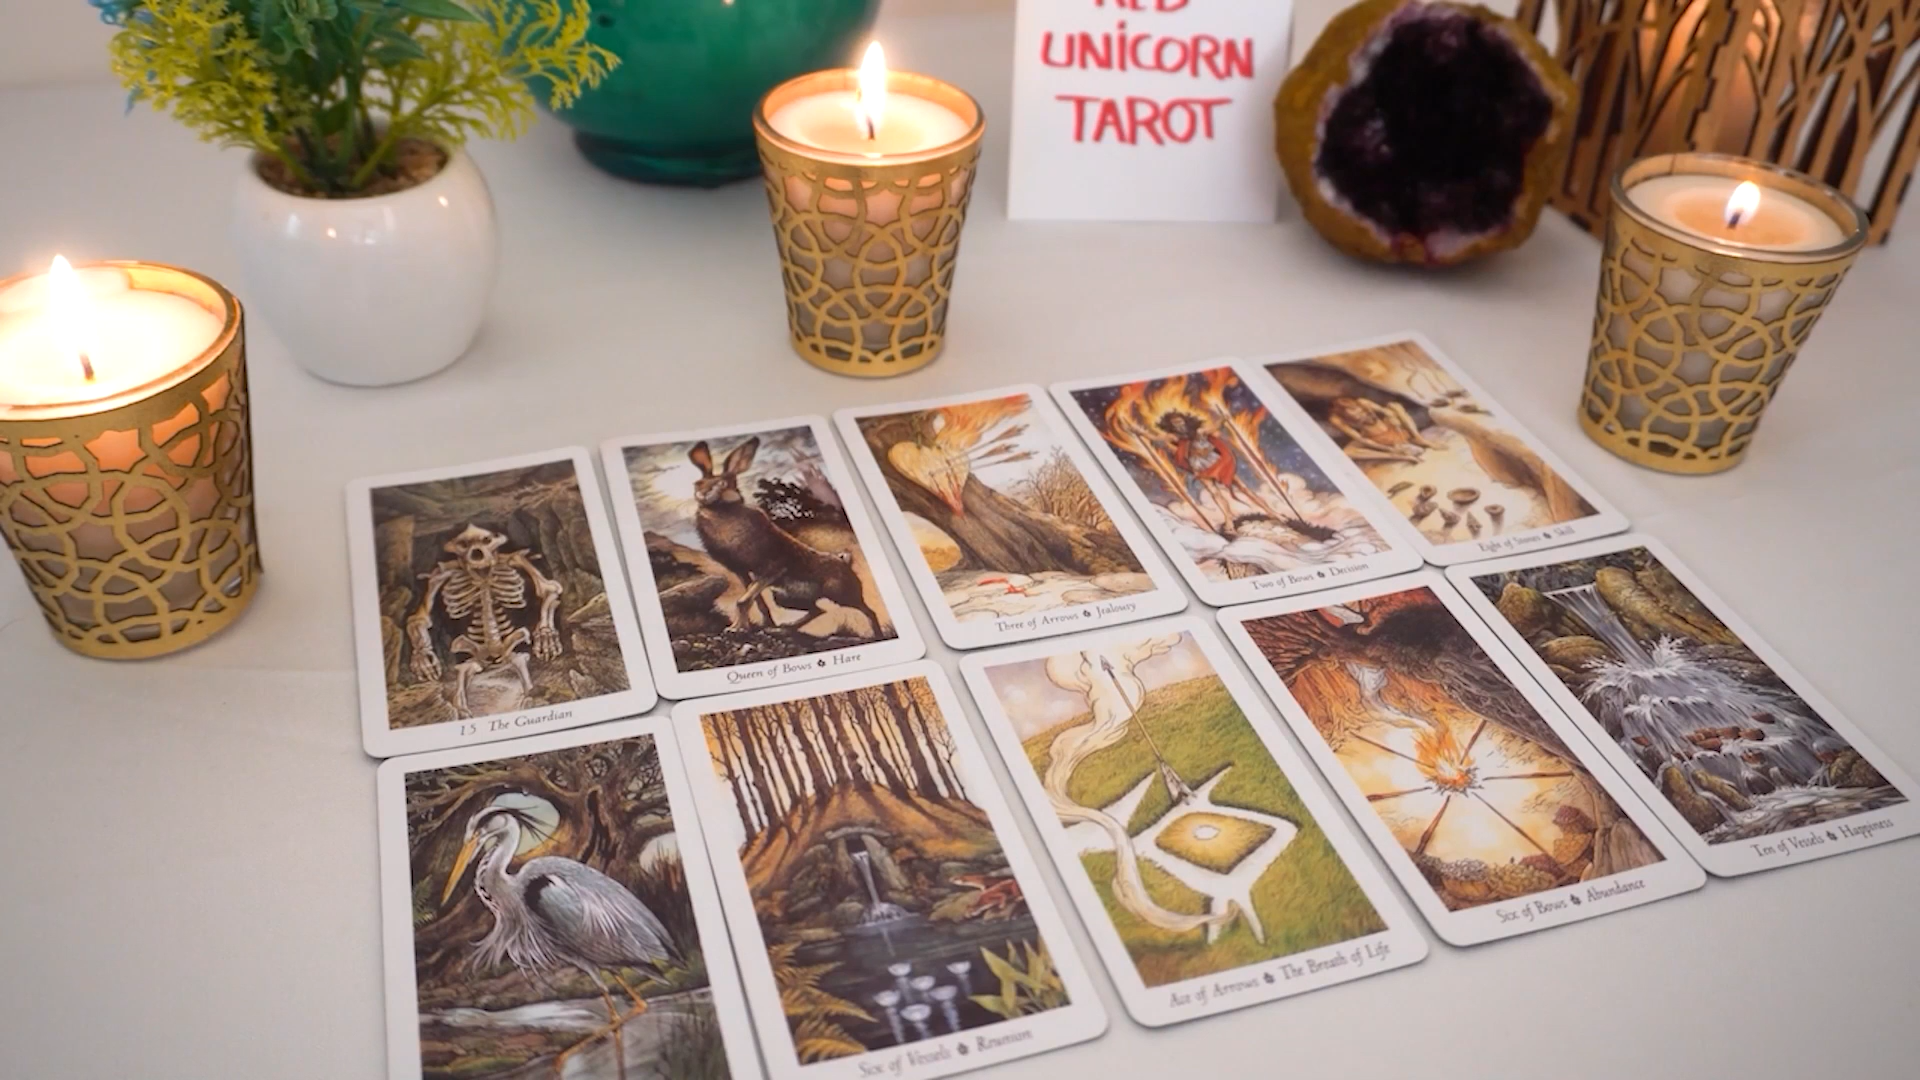 RED
UNICORN
TAROT
15 The Guardian
Queen of Bows Hare
Three of Arrows Jealousy
Two of Bows Decision
Eight of Stones Skill
Six of Vessels Reunion
Ace of Arrows The Breath of Life
Six of Bows Abundance
Ten of Vessels Happiness